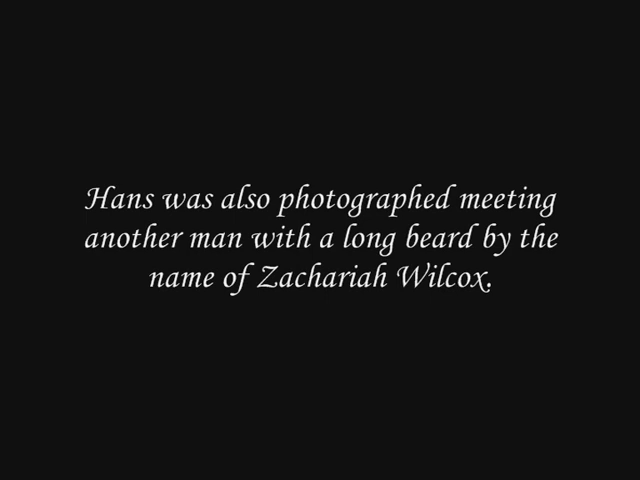 Hans was also photographed meeting
another man with a long beard by the
name of Zachariah Wilcox.